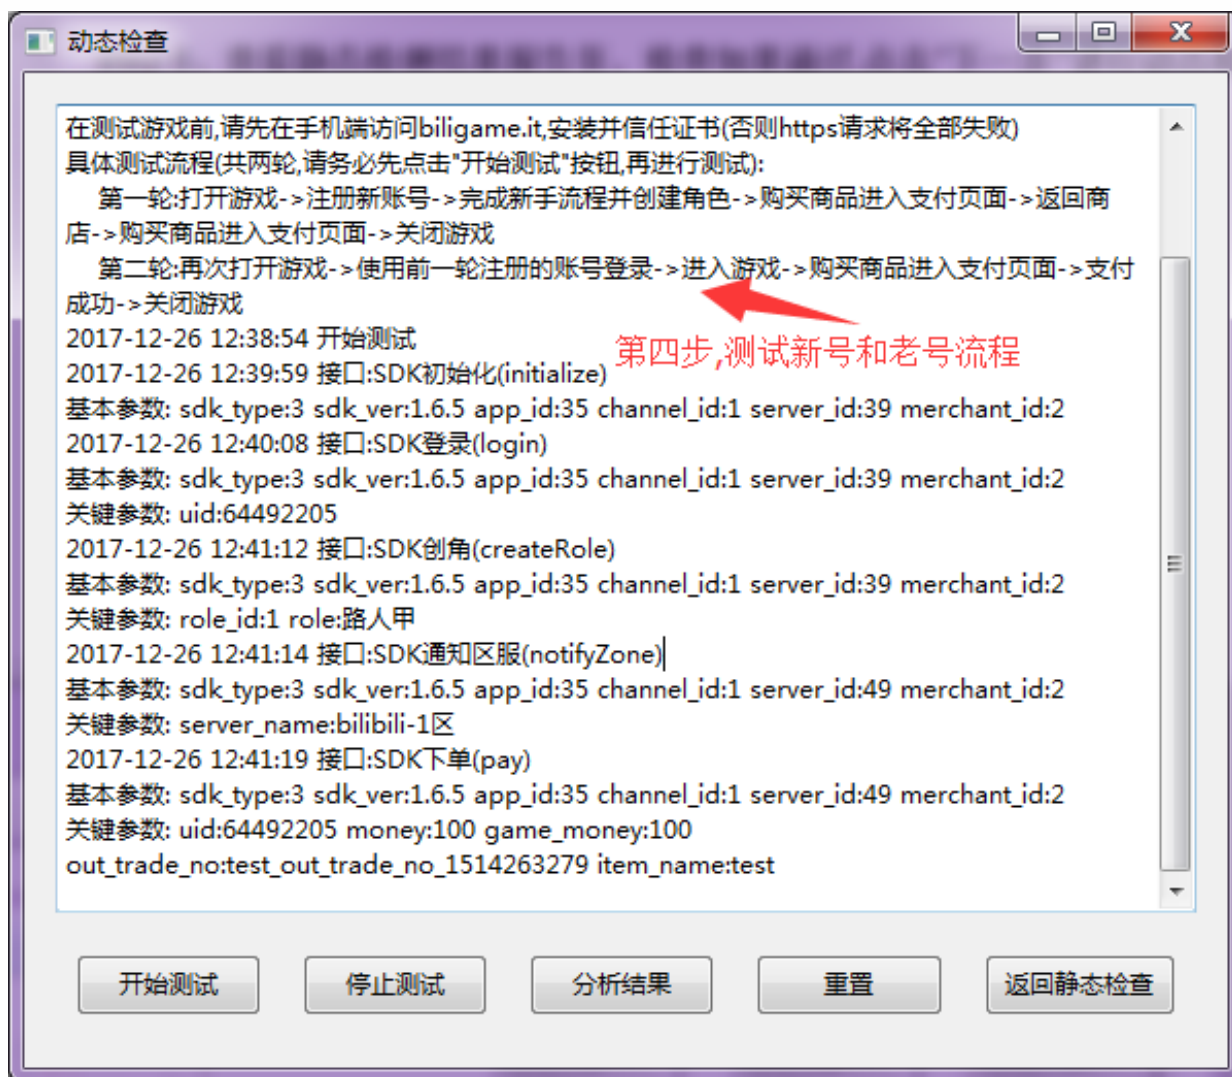 动态检查
在测试游戏前,请先在手机端访问biligame.it,安装并信任证书(否则https请求将全部失败)
具体测试流程(共两轮,请务必先点击"开始测试"按钮,再进行测试):
第一轮:打开游戏->注册新账号->完成新手流程并创建角色->购买商品进入支付页面->返回商
店->购买商品进入支付页面->关闭游戏
第二轮:再次打开游戏->使用前一轮注册的账号登录->进入游戏->购买商品进入支付页面->支付
成功->关闭游戏
2017-12-26 12:38:54 开始测试
第四步,测试新号和老号流程
2017-12-26 12:39:59 接口:SDK初始化(initialize)
基本参数: sdk_type:3 sdk_ver:1.6.5 app_id:35 channel_id:1 server_id:39 merchant_id:2
2017-12-26 12:40:08 接口:SDK登录(login)
基本参数: sdk_type:3 sdk_ver:1.6.5 app_id:35 channel_id:1 server_id:39 merchant_id:2
关键参数: uid:64492205
2017-12-26 12:41:12 接口:SDK创角(createRole)
基本参数: sdk_type:3 sdk_ver:1.6.5 app_id:35 channel_id:1 server_id:39 merchant_id:2
关键参数: role_id:1 role:路人甲
2017-12-26 12:41:14 接口:SDK通知区服(notifyZone)
基本参数: sdk_type:3 sdk_ver:1.6.5 app_id:35 channel_id:1 server_id:49 merchant_id:2
关键参数: server_name:bilibili-1区
2017-12-26 12:41:19 接口:SDK下单(pay)
基本参数: sdk_type:3 sdk_ver:1.6.5 app_id:35 channel_id:1 server_id:49 merchant_id:2
关键参数: uid:64492205 money:100 game_money:100
out_trade_no:test_out_trade_no_1514263279 item_name:test
开始测试
停止测试
分析结果
重置
返回静态检查